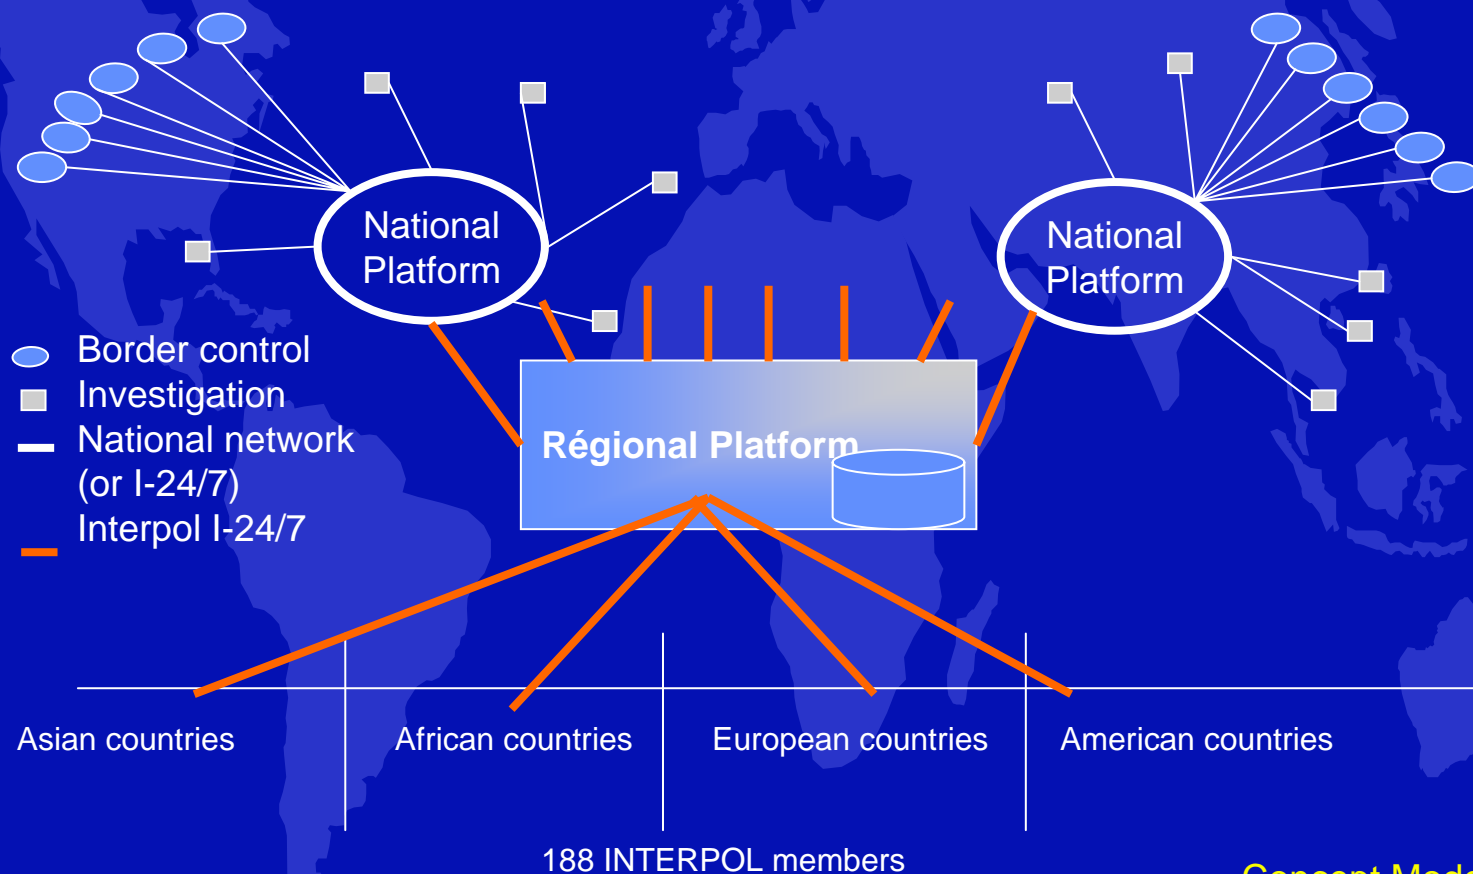 National
Platform
National
Platform
Border control
Investigation
National network
(or I-24/7)
Interpol I-24/7
Régional Platform
Asian countries
African countries
European countries
American countries
188 INTERPOL members
Concept